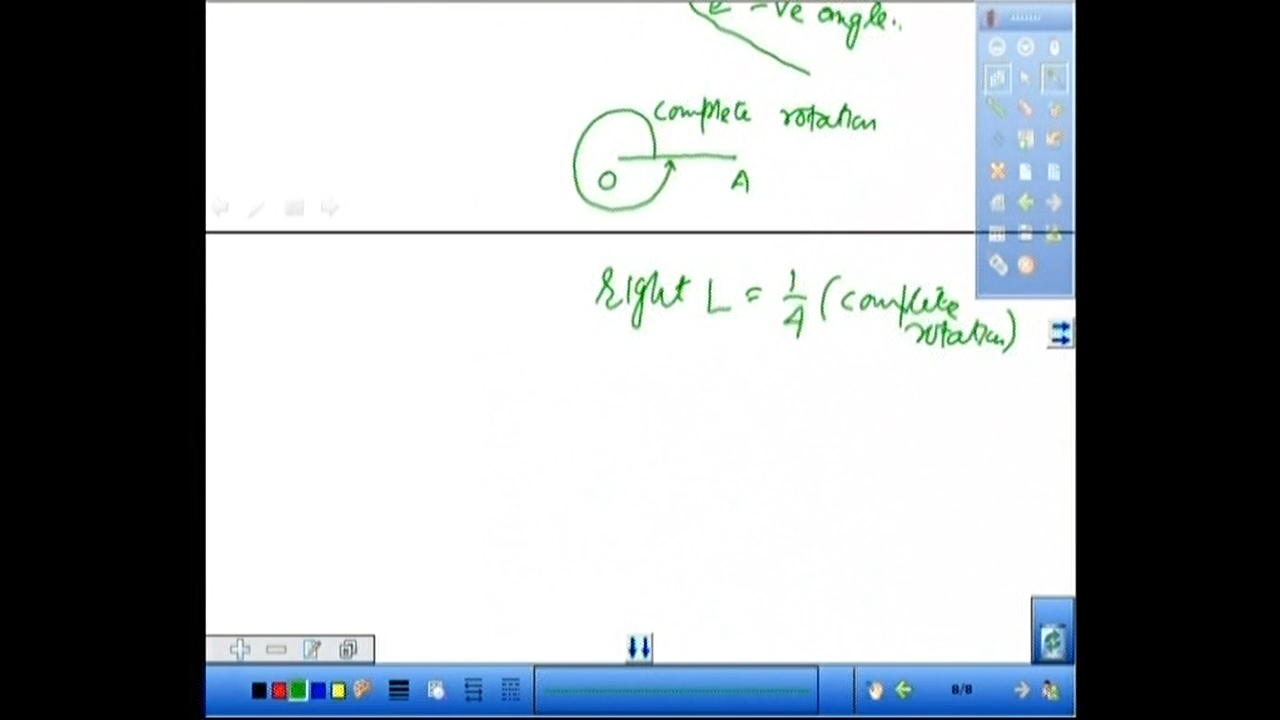 -ve angle..
complete rotation
O A
right L = 1/4 (complete
rotation)
8/8